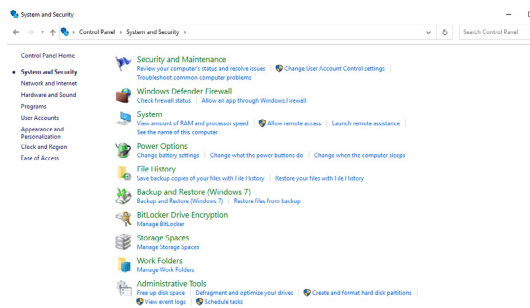 System and Security
Control Panel > System and Security >
Search Control Panel
Control Panel Home
System and Security
Network and Internet
Hardware and Sound
Programs
User Accounts
Appearance and
Personalization
Clock and Region
Ease of Access
Security and Maintenance
Review your computer's status and resolve issues | Change User Account Control settings |
Troubleshoot common computer problems
Windows Defender Firewall
Check firewall status | Allow an app through Windows Firewall
System
View amount of RAM and processor speed | Allow remote access | Launch remote assistance |
See the name of this computer
Power Options
Change battery settings | Change what the power buttons do | Change when the computer sleeps
File History
Save backup copies of your files with File History | Restore your files with File History
Backup and Restore (Windows 7)
Backup and Restore (Windows 7) | Restore files from backup
BitLocker Drive Encryption
Manage BitLocker
Storage Spaces
Manage Storage Spaces
Work Folders
Manage Work Folders
Administrative Tools
Free up disk space | Defragment and optimize your drives | Create and format hard disk partitions |
View event logs | Schedule tasks